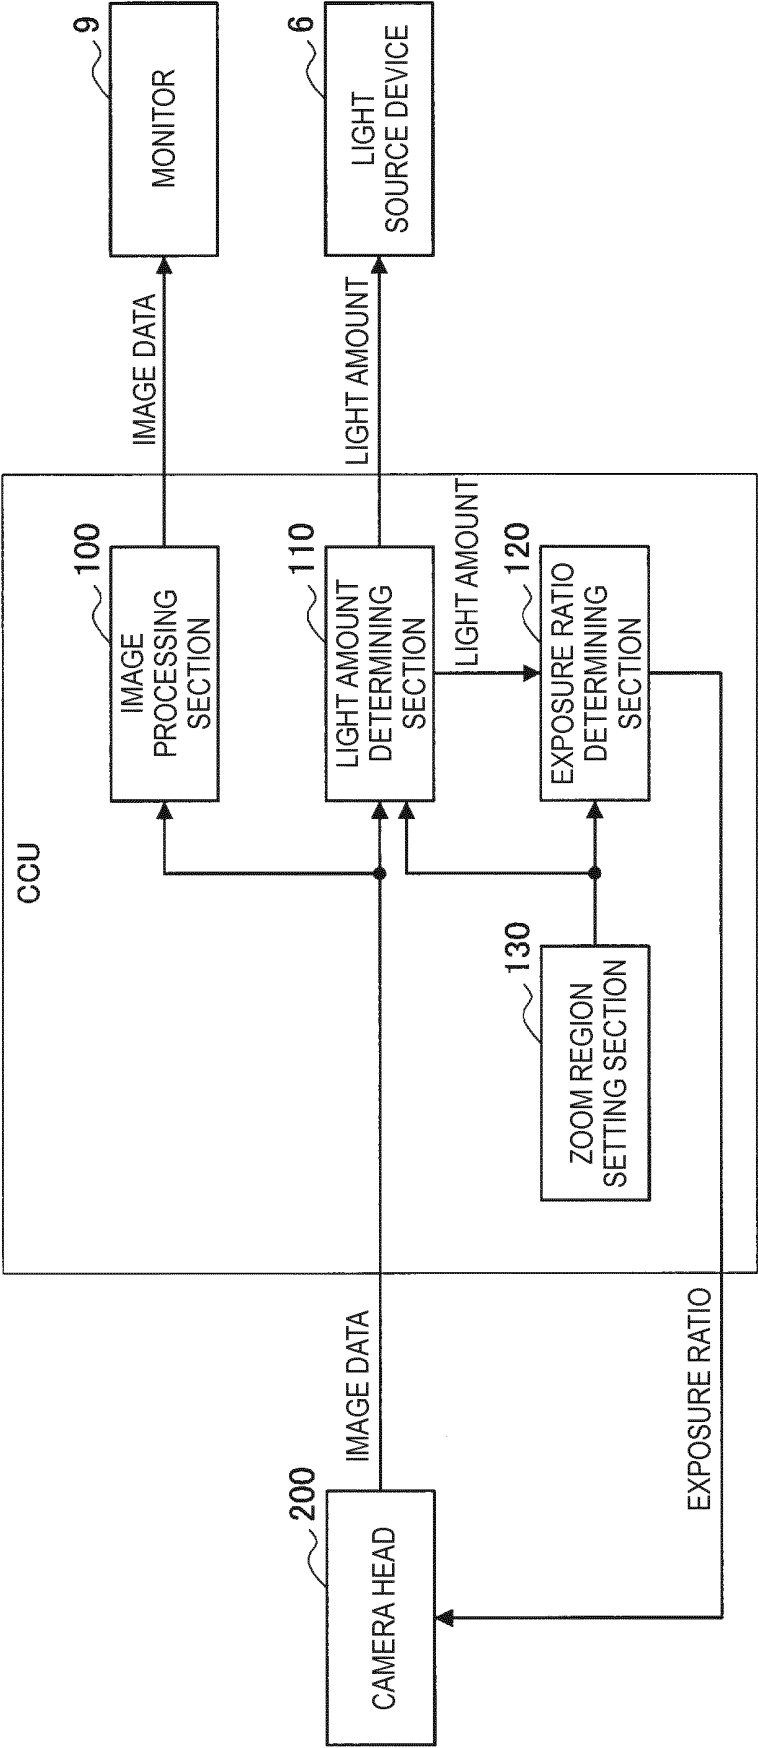 CCU
200
CAMERA HEAD
IMAGE DATA
EXPOSURE RATIO
100
IMAGE
PROCESSING
SECTION
110
LIGHT AMOUNT
DETERMINING
SECTION
LIGHT AMOUNT
120
EXPOSURE RATIO
DETERMINING
SECTION
130
ZOOM REGION
SETTING SECTION
IMAGE DATA
9
MONITOR
LIGHT AMOUNT
6
LIGHT
SOURCE DEVICE